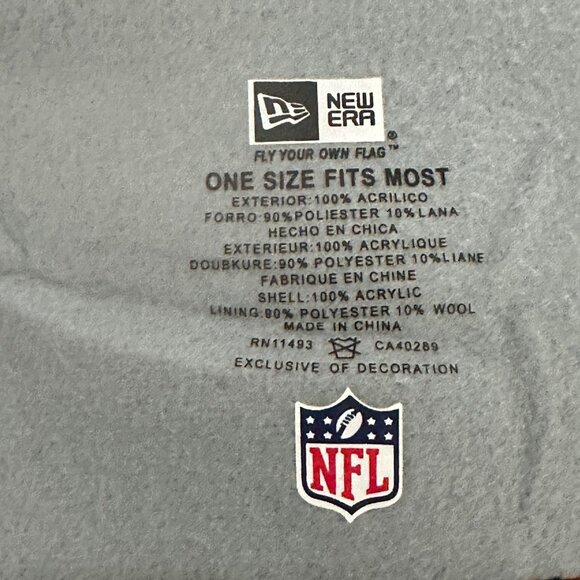 NEW
ERA®
FLY YOUR OWN FLAG™
ONE SIZE FITS MOST
EXTERIOR:100% ACRILICO
FORRO:90%POLIESTER 10%LANA
HECHO EN CHICA
EXTERIEUR:100% ACRYLIQUE
DOUBKURE:90% POLYESTER 10%LIANE
FABRIQUE EN CHINE
SHELL:100% ACRYLIC
LINING:90% POLYESTER 10% WOOL
MADE IN CHINA
RN11493 CA40289
EXCLUSIVE OF DECORATION
NFL